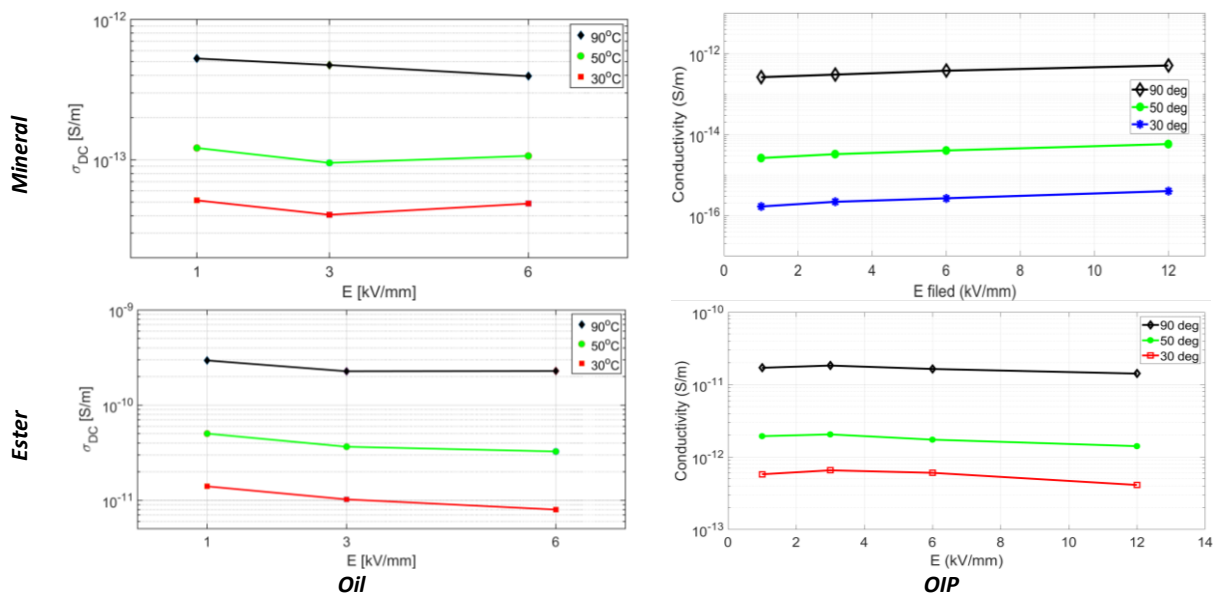 Mineral
10^-12
10^-13
σ_DC [S/m]
90°C
50°C
30°C
1 3 6
E [kV/mm]
10^-12
10^-14
10^-16
Conductivity (S/m)
90 deg
50 deg
30 deg
0 2 4 6 8 10 12
E filed (kV/mm)
Ester
10^-9
10^-10
10^-11
σ_DC [S/m]
90°C
50°C
30°C
1 3 6
E [kV/mm]
Oil
10^-10
10^-11
10^-12
10^-13
Conductivity (S/m)
90 deg
50 deg
30 deg
0 2 4 6 8 10 12 14
E (kV/mm)
OIP